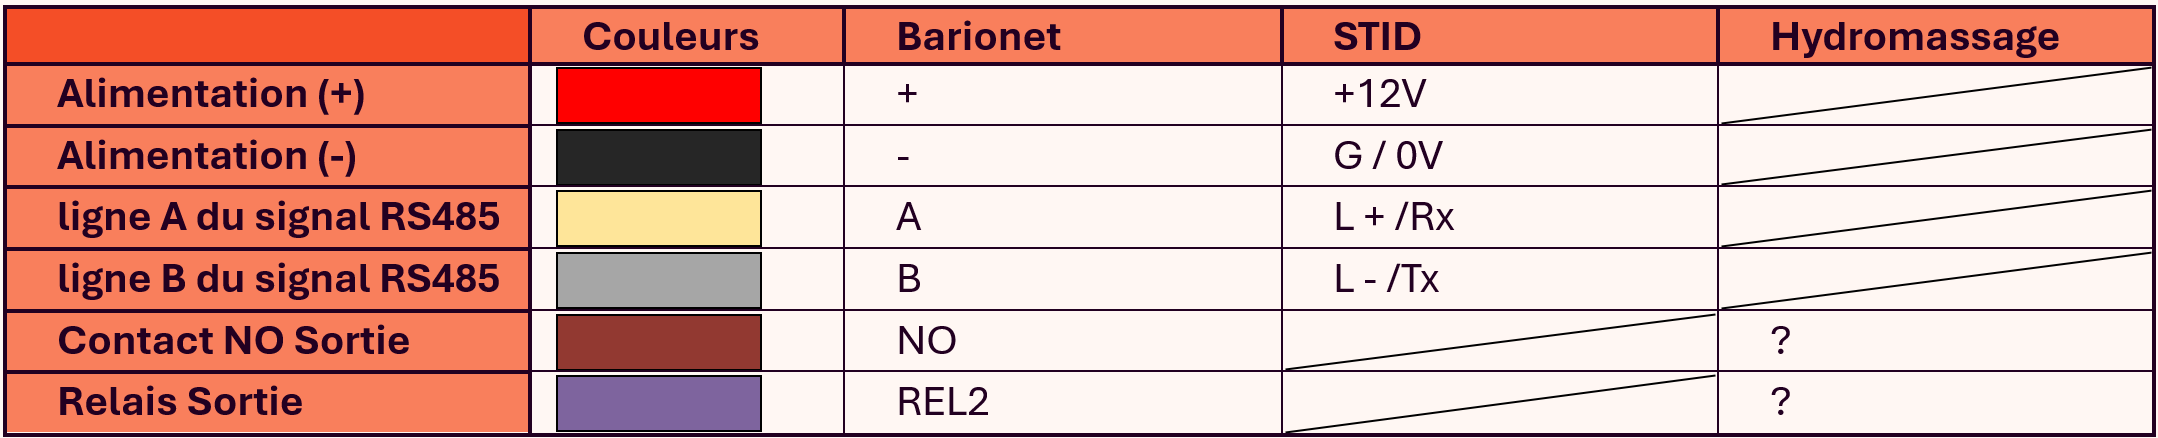 Couleurs Barionet STID Hydromassage
Alimentation (+) + +12V
Alimentation (-) - G / 0V
ligne A du signal RS485 A L + /Rx
ligne B du signal RS485 B L - /Tx
Contact NO Sortie NO ?
Relais Sortie REL2 ?